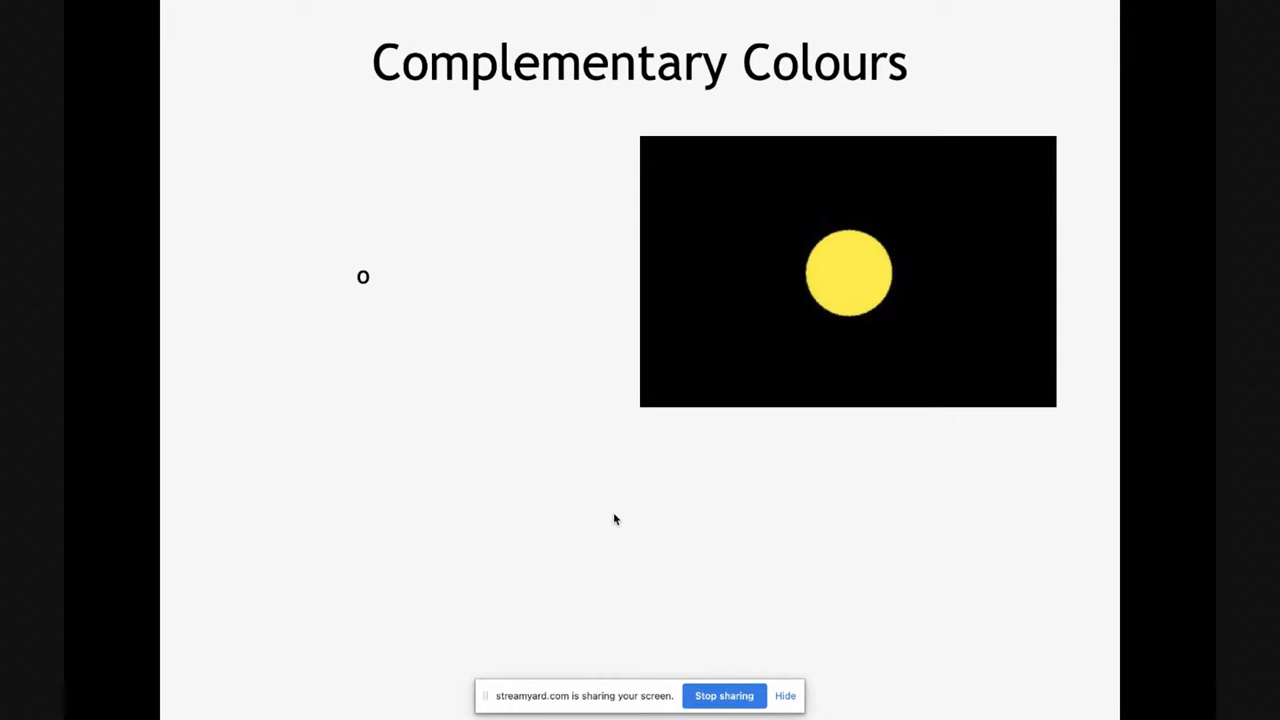 Complementary Colours
o
streamyard.com is sharing your screen. Stop sharing Hide